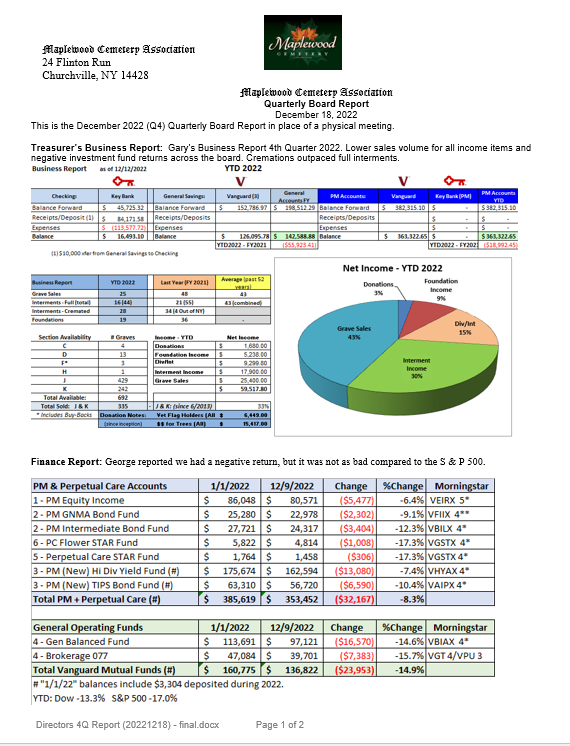 Maplewood
CEMETERY
Maplewood Cemetery Association
24 Flinton Run
Churchville, NY 14428
Maplewood Cemetery Association
Quarterly Board Report
December 18, 2022
This is the December 2022 (Q4) Quarterly Board Report in place of a physical meeting.
Treasurer's Business Report: Gary's Business Report 4th Quarter 2022. Lower sales volume for all income items and
negative investment fund returns across the board. Cremations outpaced full interments.
Business Report as of 12/12/2022 YTD 2022
Checking: Key Bank General Savings: Vanguard (3) General Accounts FY PM Accounts: Vanguard Key Bank (PM) PM Accounts YTD
Balance Forward $ 45,725.32 Balance Forward $ 152,786.97 $ 198,512.29 Balance Forward $ 382,315.10 $ - $ 382,315.10
Receipts/Deposit (1) $ 84,171.58 Receipts/Deposits Receipts/Deposits $ - $ -
Expenses $ (113,577.72) Expenses Expenses $ - $ -
Balance $ 16,493.10 Balance $ 126,095.78 $ 142,588.88 Balance $ 363,322.65 $ - $ 363,322.65
YTD2022 - FY2021 ($55,923.41) YTD2022 - FY2021 ($18,992.45)
(1) $10,000 xfer from General Savings to Checking
Business Report YTD 2022 Last Year (FY 2021) Average (past 52 years)
Grave Sales 25 48 43
Interments - Full (total) 16 (44) 21 (55) 43 (combined)
Interments - Cremated 28 34 (4 Out of NY)
Foundations 19 36 -
Section Availability # Graves Income - YTD Net Income
C 4 Donations $ 1,680.00
D 13 Foundation Income $ 5,238.00
F* 3 Div/Int $ 9,299.80
H 1 Interment Income $ 17,900.00
J 429 Grave Sales $ 25,400.00
K 242 $ 59,517.80
Total Available: 692
Total Sold: J & K 335 - J & K: (since 6/2013) 33%
* Includes Buy-Backs Donation Notes: Vet Flag Holders (All $ 6,449.00
(since inception) $$ for Trees (All) $ 15,417.00
Net Income - YTD 2022
Donations
3%
Foundation
Income
9%
Div/Int
15%
Interment
Income
30%
Grave Sales
43%
Finance Report: George reported we had a negative return, but it was not as bad compared to the S & P 500.
PM & Perpetual Care Accounts 1/1/2022 12/9/2022 Change %Change Morningstar
1 - PM Equity Income $ 86,048 $ 80,571 ($5,477) -6.4% VEIRX 5*
2 - PM GNMA Bond Fund $ 25,280 $ 22,978 ($2,302) -9.1% VFIIX 4**
2 - PM Intermediate Bond Fund $ 27,721 $ 24,317 ($3,404) -12.3% VBILX 4*
6 - PC Flower STAR Fund $ 5,822 $ 4,814 ($1,008) -17.3% VGSTX 4*
5 - Perpetual Care STAR Fund $ 1,764 $ 1,458 ($306) -17.3% VGSTX 4*
3 - PM (New) Hi Div Yield Fund (#) $ 175,674 $ 162,594 ($13,080) -7.4% VHYAX 4*
3 - PM (New) TIPS Bond Fund (#) $ 63,310 $ 56,720 ($6,590) -10.4% VAIPX 4*
Total PM + Perpetual Care (#) $ 385,619 $ 353,452 ($32,167) -8.3%
General Operating Funds 1/1/2022 12/9/2022 Change %Change Morningstar
4 - Gen Balanced Fund $ 113,691 $ 97,121 ($16,570) -14.6% VBIAX 4*
4 - Brokerage 077 $ 47,084 $ 39,701 ($7,383) -15.7% VGT 4/VPU 3
Total Vanguard Mutual Funds (#) $ 160,775 $ 136,822 ($23,953) -14.9%
# "1/1/22" balances include $3,304 deposited during 2022.
YTD: Dow -13.3% S&P 500 -17.0%
Directors 4Q Report (20221218) - final.docx Page 1 of 2